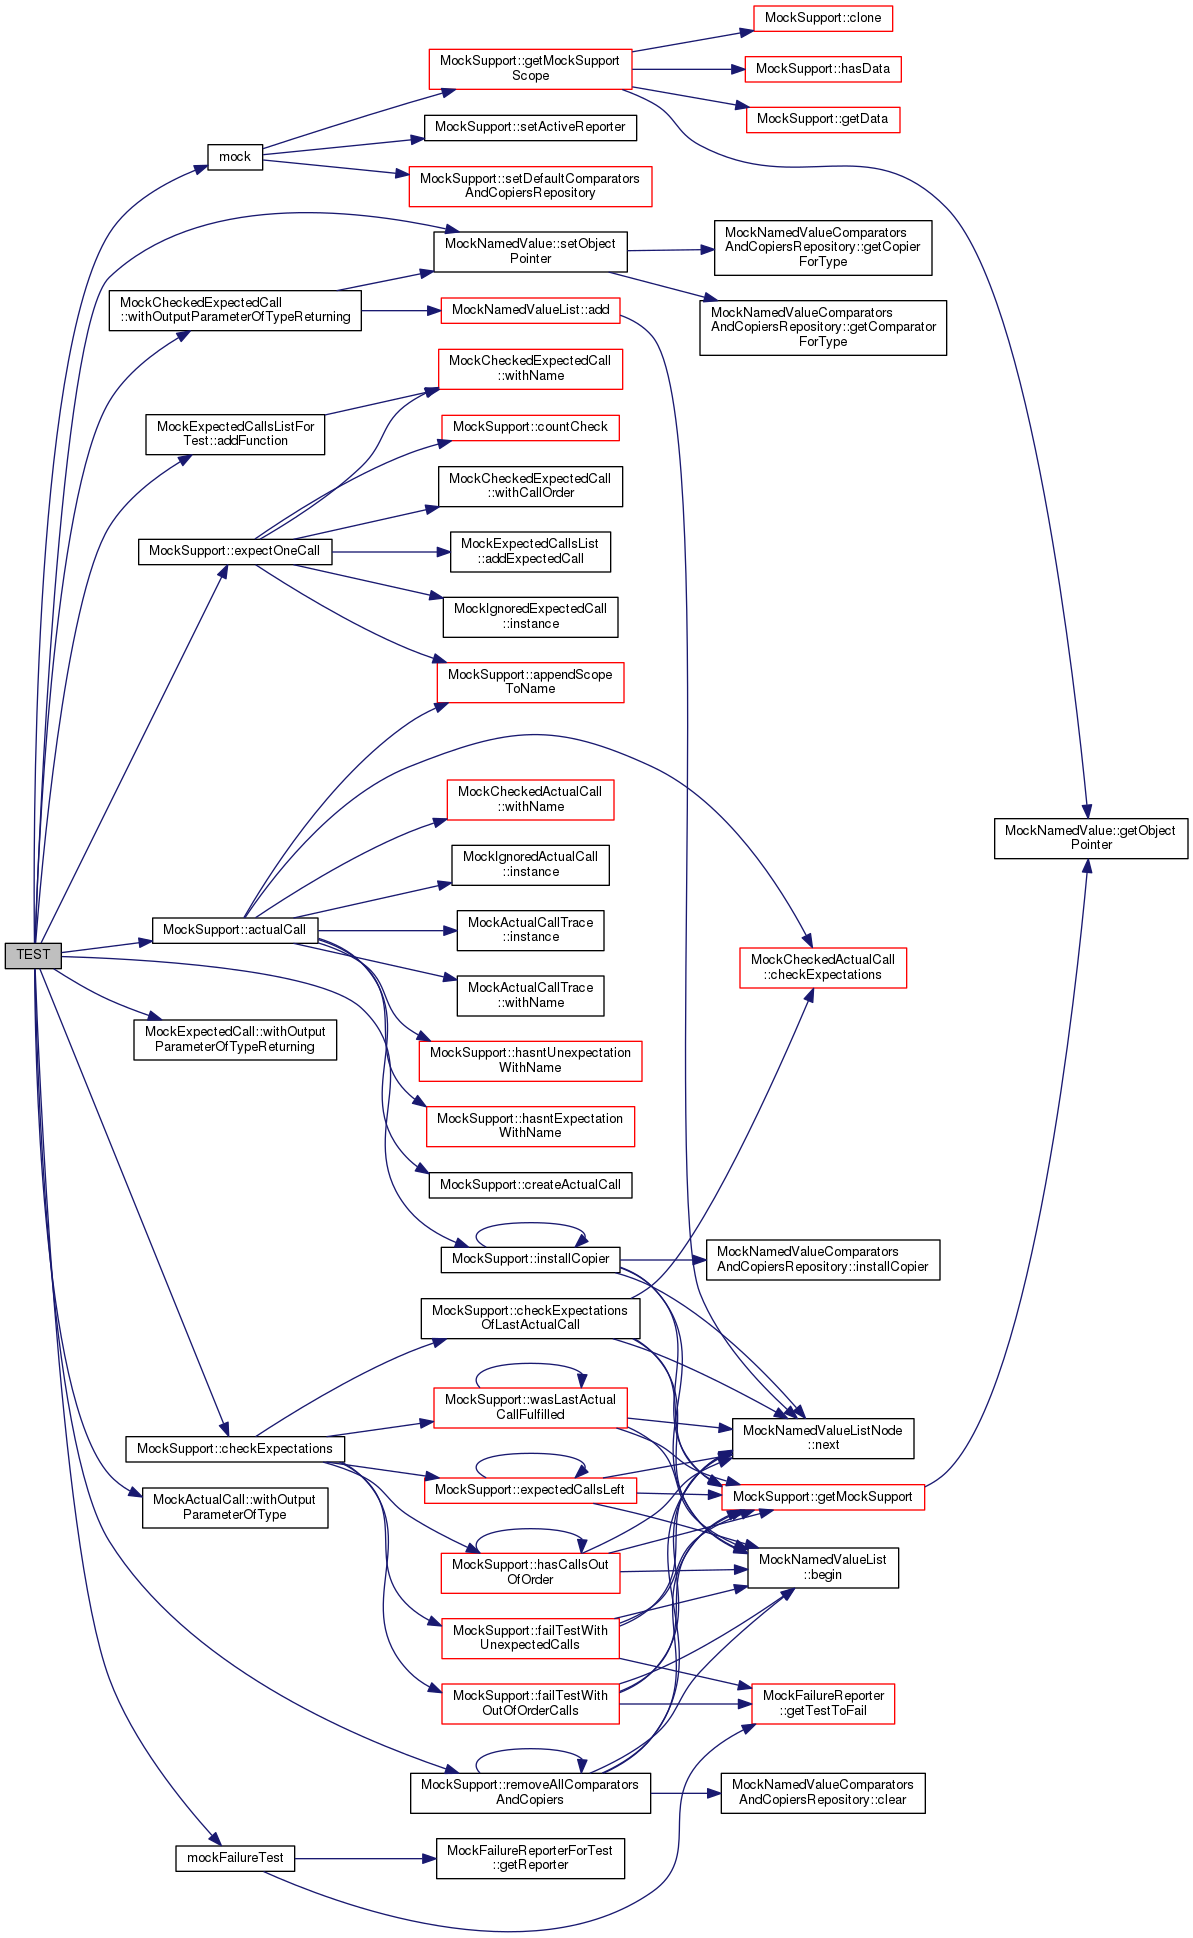 MockSupport::clone
MockSupport::getMockSupport
Scope
MockSupport::hasData
MockSupport::getData
MockSupport::setActiveReporter
mock
MockSupport::setDefaultComparators
AndCopiersRepository
MockNamedValue::setObject
Pointer
MockNamedValueComparators
AndCopiersRepository::getCopier
ForType
MockCheckedExpectedCall
::withOutputParameterOfTypeReturning
MockNamedValueList::add
MockNamedValueComparators
AndCopiersRepository::getComparator
ForType
MockCheckedExpectedCall
::withName
MockExpectedCallsListFor
Test::addFunction
MockSupport::countCheck
MockCheckedExpectedCall
::withCallOrder
MockSupport::expectOneCall
MockExpectedCallsList
::addExpectedCall
MockIgnoredExpectedCall
::instance
MockSupport::appendScope
ToName
MockCheckedActualCall
::withName
MockNamedValue::getObject
Pointer
MockIgnoredActualCall
::instance
MockSupport::actualCall
MockActualCallTrace
::instance
TEST
MockCheckedActualCall
::checkExpectations
MockActualCallTrace
::withName
MockExpectedCall::withOutput
ParameterOfTypeReturning
MockSupport::hasntUnexpectation
WithName
MockSupport::hasntExpectation
WithName
MockSupport::createActualCall
MockSupport::installCopier
MockNamedValueComparators
AndCopiersRepository::installCopier
MockSupport::checkExpectations
OfLastActualCall
MockSupport::wasLastActual
CallFulfilled
MockNamedValueListNode
::next
MockSupport::checkExpectations
MockSupport::expectedCallsLeft
MockSupport::getMockSupport
MockActualCall::withOutput
ParameterOfType
MockSupport::hasCallsOut
OfOrder
MockNamedValueList
::begin
MockSupport::failTestWith
UnexpectedCalls
MockSupport::failTestWith
OutOfOrderCalls
MockFailureReporter
::getTestToFail
MockSupport::removeAllComparators
AndCopiers
MockNamedValueComparators
AndCopiersRepository::clear
mockFailureTest
MockFailureReporterForTest
::getReporter